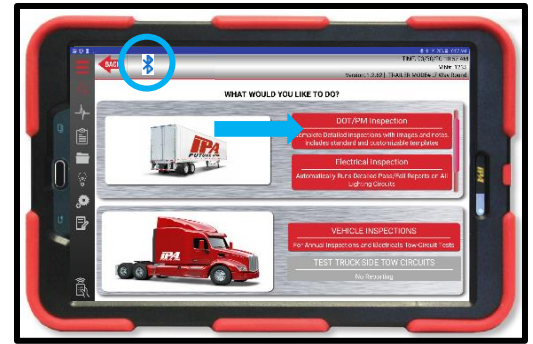 BACK
WHAT WOULD YOU LIKE TO DO?
DOT/PM Inspection
Complete Detailed Inspections with images and notes.
Includes standard and customizable templates
Electrical Inspection
Automatically Runs Detailed Pass/Fail Reports on All
Lighting Circuits
IPA
VEHICLE INSPECTIONS
For Annual Inspections and Electrical Tow Circuit Tests
IPA
TEST TRUCK-SIDE TOW CIRCUITS
No Reporting